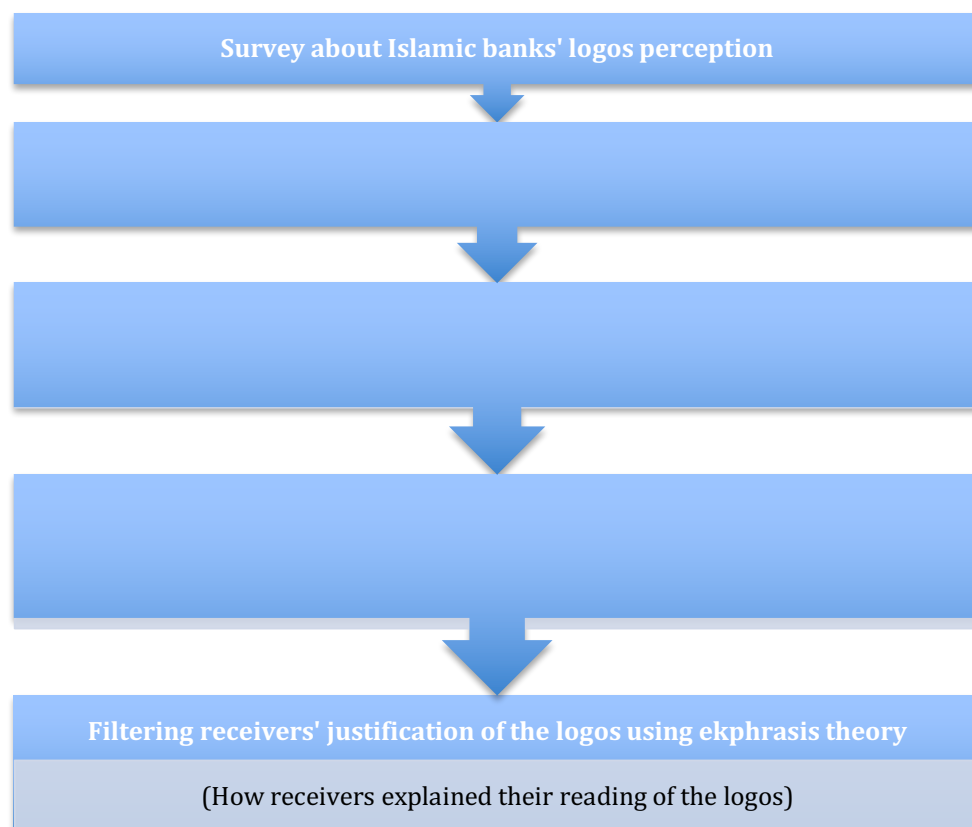 Survey about Islamic banks' logos perception
Filtering receivers' justification of the logos using ekphrasis theory
(How receivers explained their reading of the logos)